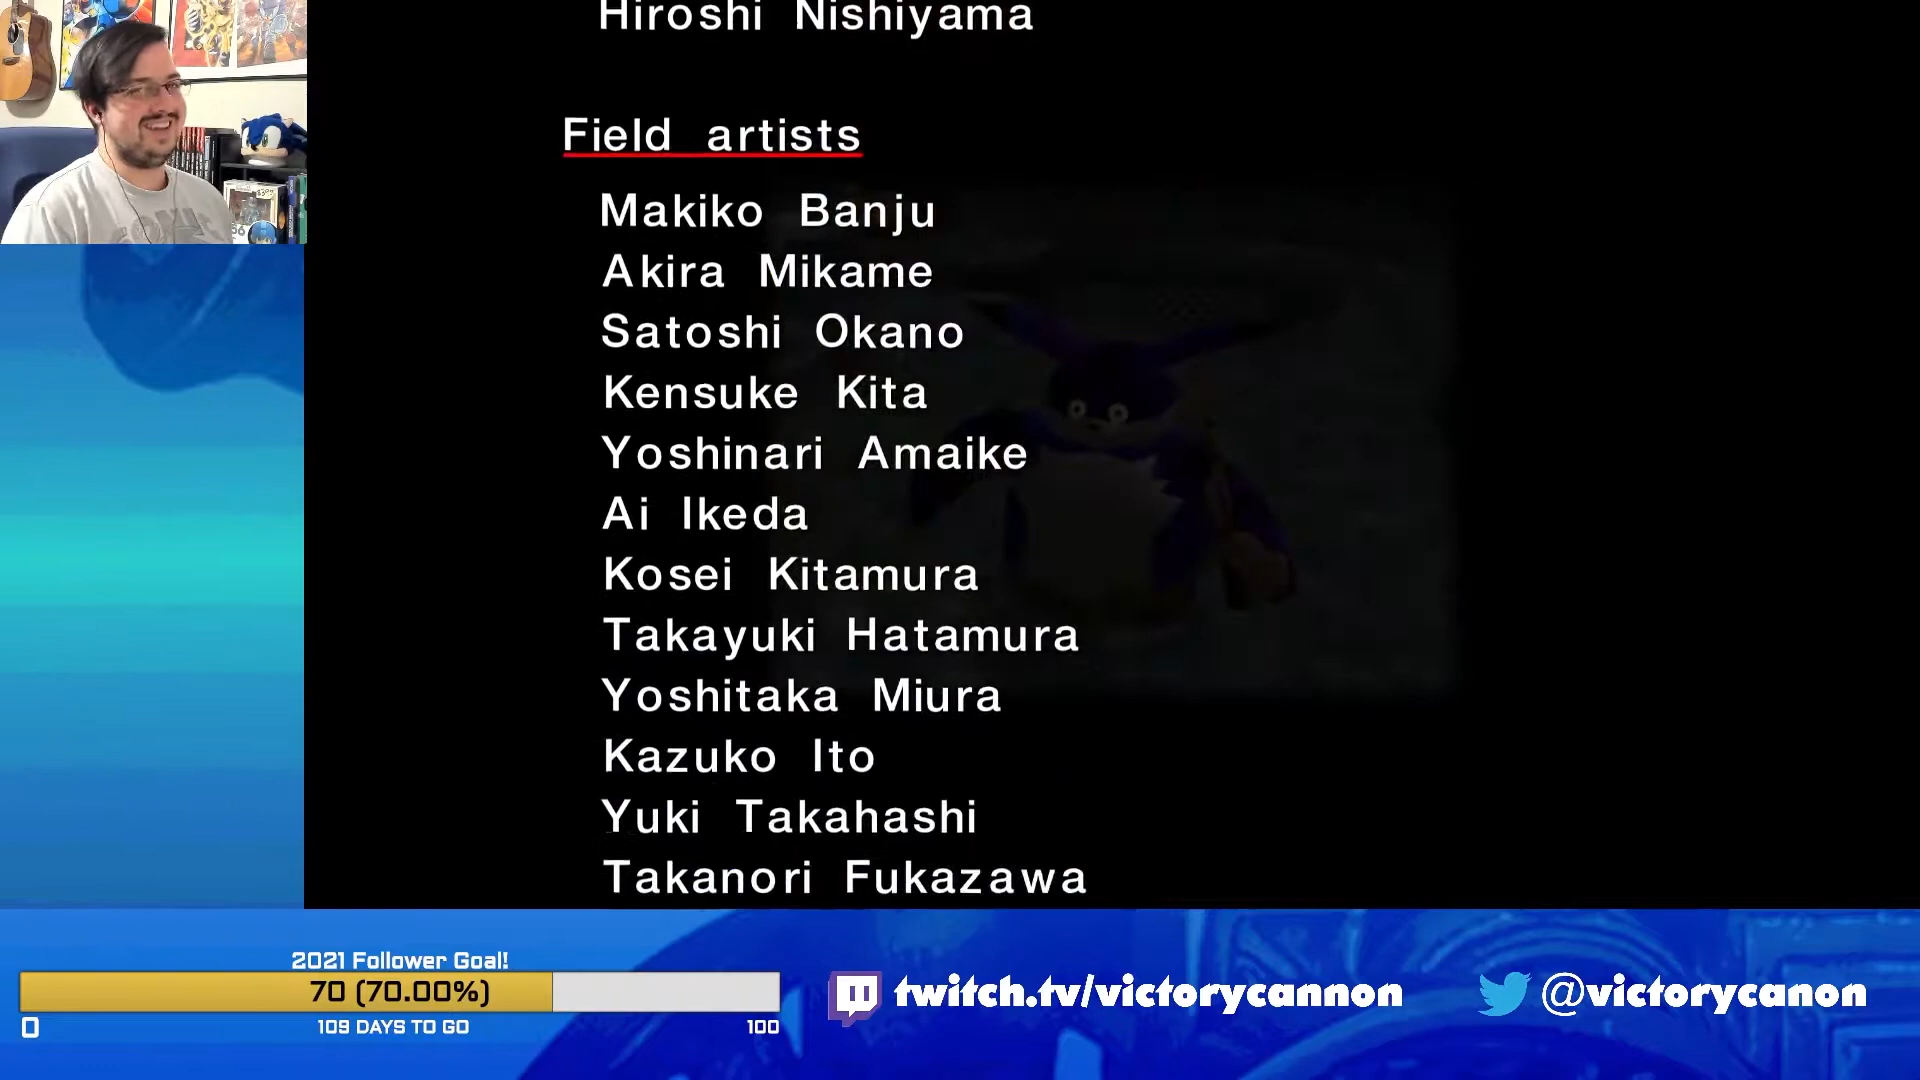 Hiroshi Nishiyama
Field artists
Makiko Banju
Akira Mikame
Satoshi Okano
Kensuke Kita
Yoshinari Amaike
Ai Ikeda
Kosei Kitamura
Takayuki Hatamura
Yoshitaka Miura
Kazuko Ito
Yuki Takahashi
Takanori Fukazawa
2021 Follower Goal!
70 (70.00%)
0
109 DAYS TO GO
100
twitch.tv/victorycannon
@victorycanon